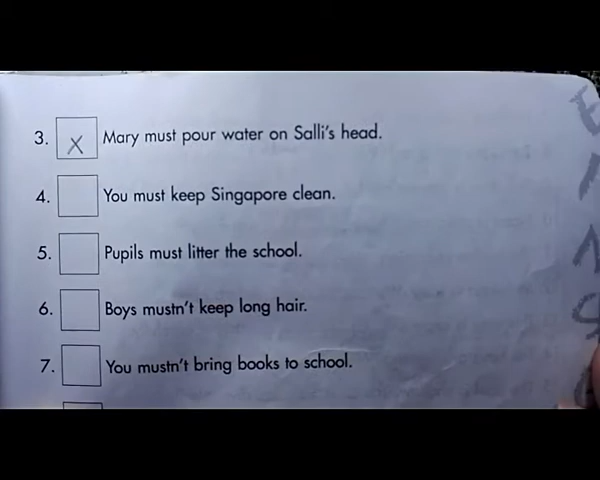 3. X Mary must pour water on Salli's head.
4. You must keep Singapore clean.
5. Pupils must litter the school.
6. Boys mustn't keep long hair.
7. You mustn't bring books to school.